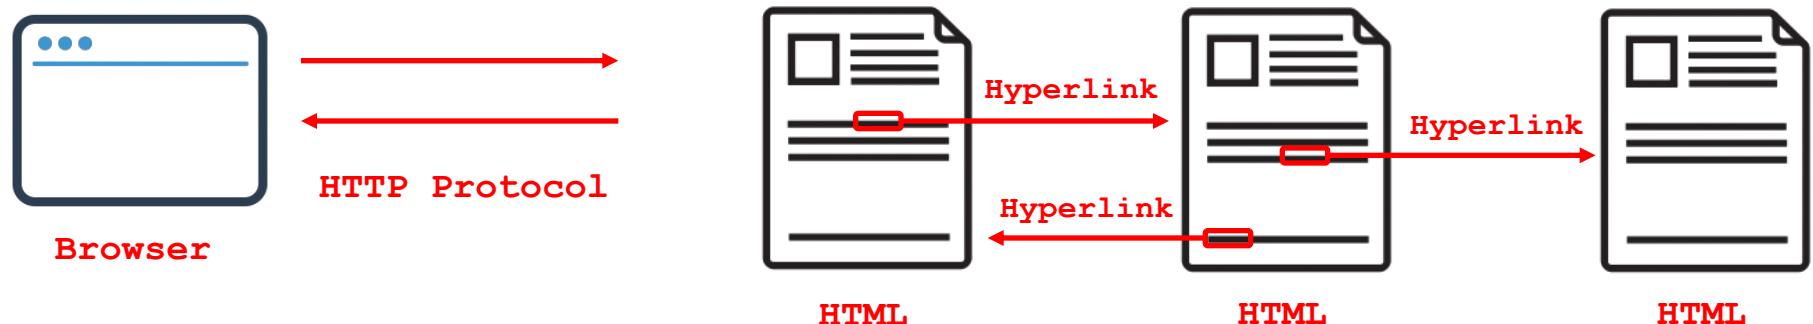 Hyperlink
Hyperlink
HTTP Protocol
Hyperlink
Browser
HTML
HTML
HTML